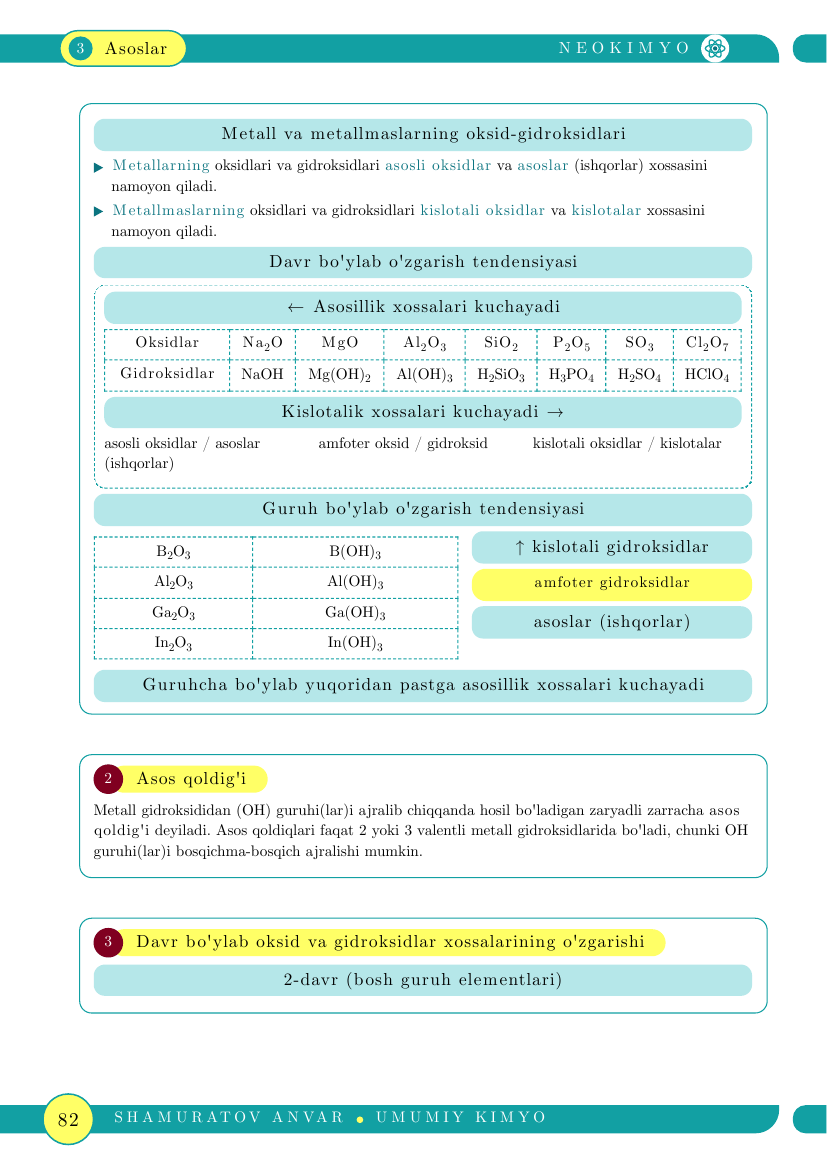 3 Asoslar
NEOKIMYO
Metall va metallmaslarning oksid-gidroksidlari
▶ Metallarning oksidlari va gidroksidlari asosli oksidlar va asoslar (ishqorlar) xossasini
namoyon qiladi.
▶ Metallmaslarning oksidlari va gidroksidlari kislotali oksidlar va kislotalar xossasini
namoyon qiladi.
Davr bo'ylab o'zgarish tendensiyasi
← Asosillik xossalari kuchayadi
Oksidlar Na₂O MgO Al₂O₃ SiO₂ P₂O₅ SO₃ Cl₂O₇
Gidroksidlar NaOH Mg(OH)₂ Al(OH)₃ H₂SiO₃ H₃PO₄ H₂SO₄ HClO₄
Kislotalik xossalari kuchayadi →
asosli oksidlar / asoslar amfoter oksid / gidroksid kislotali oksidlar / kislotalar
(ishqorlar)
Guruh bo'ylab o'zgarish tendensiyasi
B₂O₃ B(OH)₃
Al₂O₃ Al(OH)₃
Ga₂O₃ Ga(OH)₃
In₂O₃ In(OH)₃
↑ kislotali gidroksidlar
amfoter gidroksidlar
asoslar (ishqorlar)
Guruhcha bo'ylab yuqoridan pastga asosillik xossalari kuchayadi
2 Asos qoldig'i
Metall gidroksididan (OH) guruhi(lar)i ajralib chiqqanda hosil bo'ladigan zaryadli zarracha asos
qoldig'i deyiladi. Asos qoldiqlari faqat 2 yoki 3 valentli metall gidroksidlarida bo'ladi, chunki OH
guruhi(lar)i bosqichma-bosqich ajralishi mumkin.
3 Davr bo'ylab oksid va gidroksidlar xossalarining o'zgarishi
2-davr (bosh guruh elementlari)
82 SHAMURATOV ANVAR • UMUMIY KIMYO